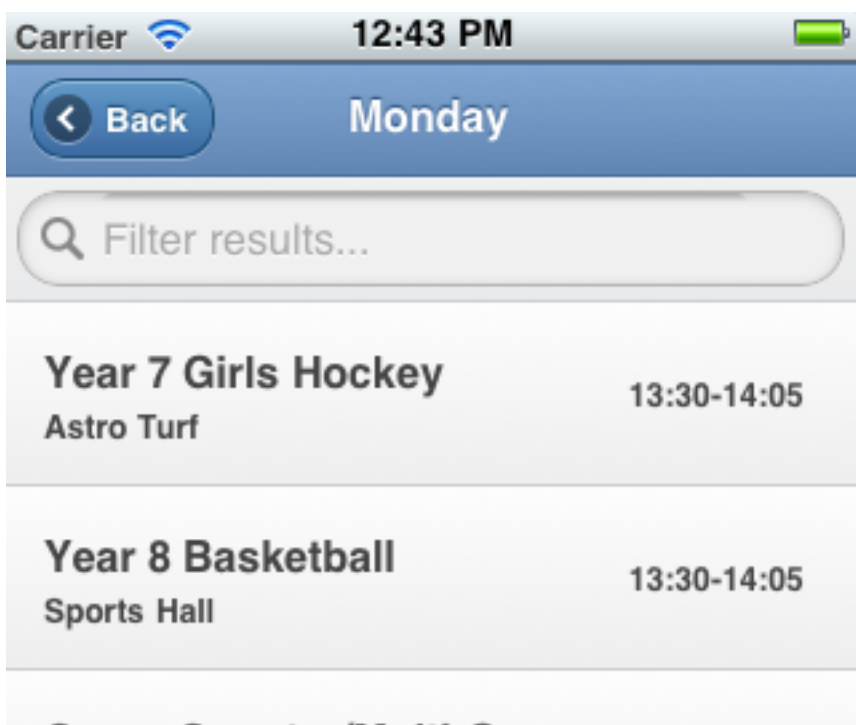 Carrier 12:43 PM
Back Monday
Filter results...
Year 7 Girls Hockey
13:30-14:05
Astro Turf
Year 8 Basketball
13:30-14:05
Sports Hall